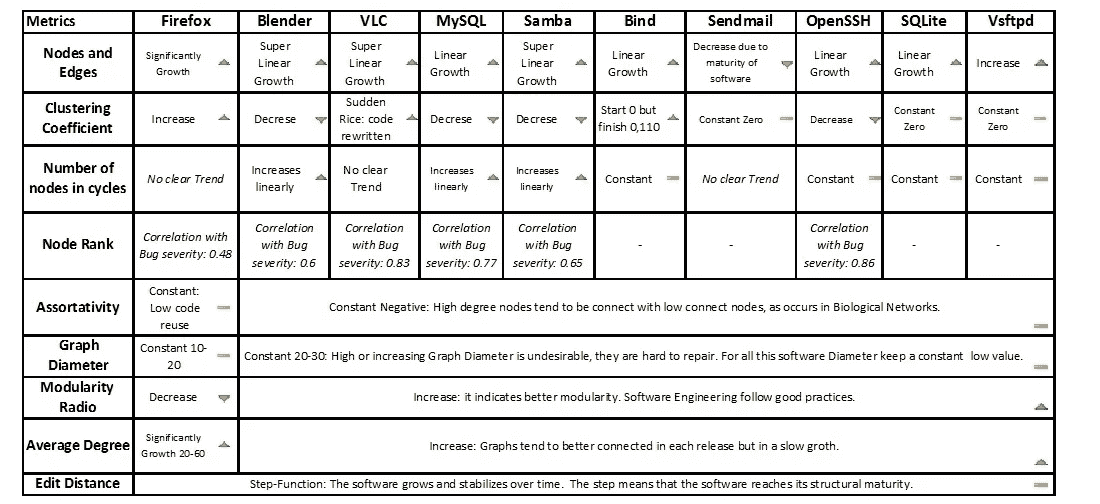 Metrics Firefox Blender VLC MySQL Samba Bind Sendmail OpenSSH SQLite Vsftpd
Nodes and
Edges
Significantly
Growth
Super
Linear
Growth
Super
Linear
Growth
Linear
Growth
Super
Linear
Growth
Linear
Growth
Decrease due to
maturity of
software
Linear
Growth
Linear
Growth
Increase
Clustering
Coefficient
Increase
Decrese
Sudden
Rice: code
rewritten
Decrese
Decrese
Start 0 but
finish 0,110
Constant Zero
Decrease
Constant
Zero
Constant
Zero
Number of
nodes in cycles
No clear Trend
Increases
linearly
No clear
Trend
Increases
linearly
Increases
linearly
Constant
No clear Trend
Constant
Constant
Constant
Node Rank
Correlation with
Bug severity: 0.48
Correlation
with Bug
severity: 0.6
Correlation
with Bug
severity: 0.83
Correlation
with Bug
severity: 0.77
Correlation
with Bug
severity: 0.65
-
-
Correlation
with Bug
severity: 0.86
-
-
Assortativity
Constant:
Low code
reuse
Constant Negative: High degree nodes tend to be connect with low connect nodes, as occurs in Biological Networks.
Graph
Diameter
Constant 10-
20
Constant 20-30: High or increasing Graph Diameter is undesirable, they are hard to repair. For all this software Diameter keep a constant low value.
Modularity
Radio
Decrease
Increase: it indicates better modularity. Software Engineering follow good practices.
Average Degree
Significantly
Growth 20-60
Increase: Graphs tend to better connected in each release but in a slow groth.
Edit Distance
Step-Function: The software grows and stabilizes over time. The step means that the software reaches its structural maturity.